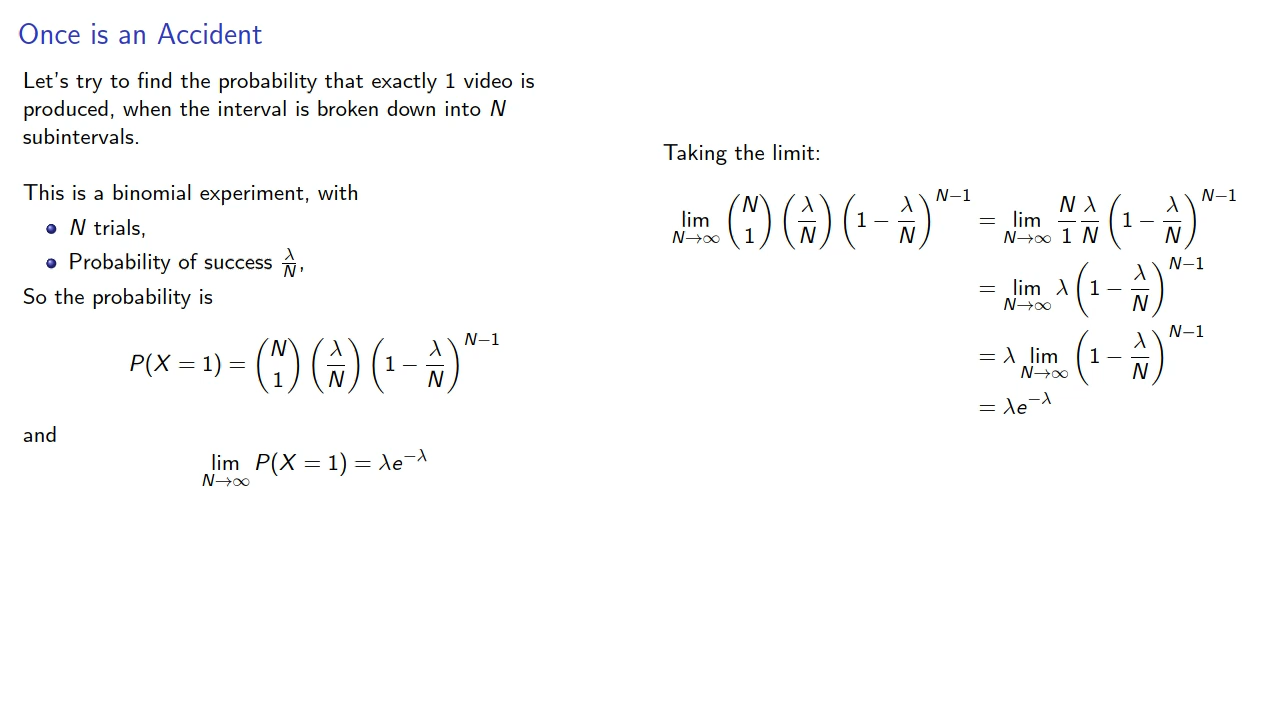 Once is an Accident
Let's try to find the probability that exactly 1 video is
produced, when the interval is broken down into N
subintervals.
This is a binomial experiment, with
N trials,
Probability of success λ/N,
So the probability is
P(X = 1) = (N 1) (λ/N) (1 − λ/N)^{N−1}
and
lim_{N→∞} P(X = 1) = λe^{−λ}
Taking the limit:
lim_{N→∞} (N 1) (λ/N) (1 − λ/N)^{N−1} = lim_{N→∞} N/1 λ/N (1 − λ/N)^{N−1}
= lim_{N→∞} λ (1 − λ/N)^{N−1}
= λ lim_{N→∞} (1 − λ/N)^{N−1}
= λe^{−λ}